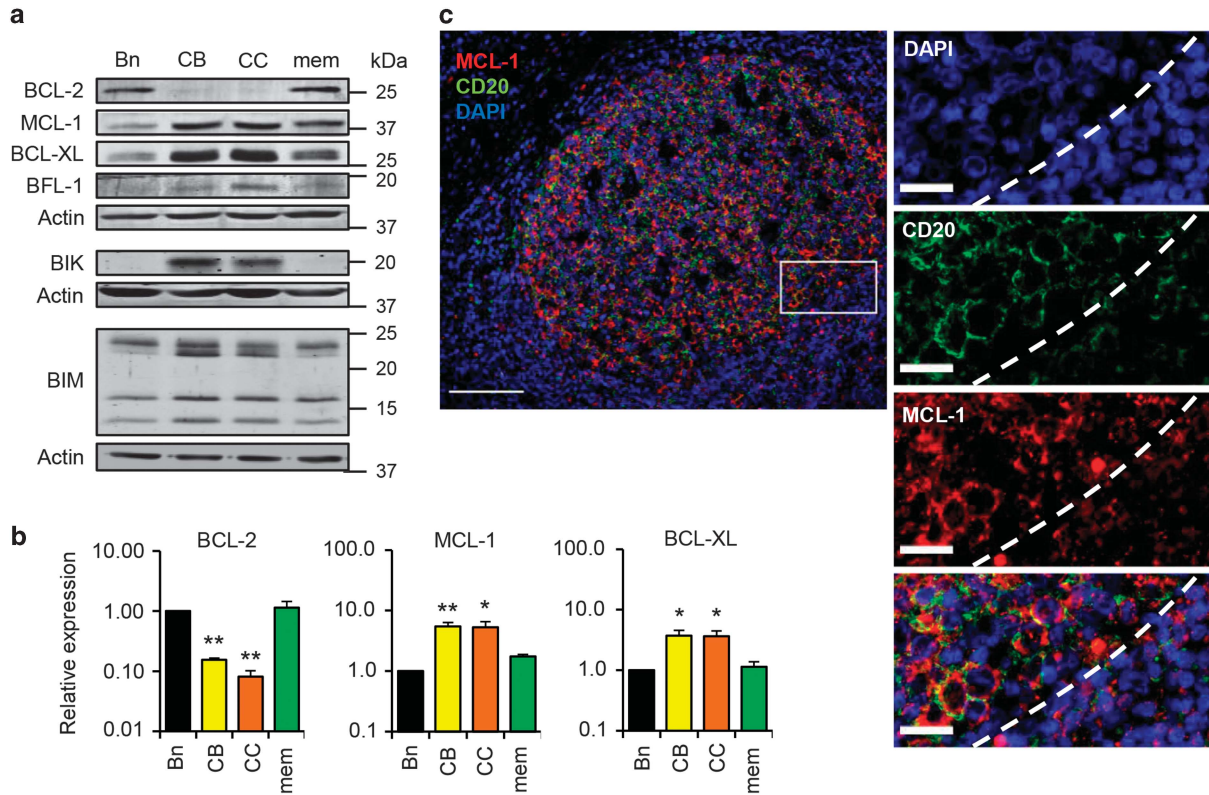 a
Bn CB CC mem kDa
BCL-2 25
MCL-1 37
BCL-XL 25
BFL-1 20
Actin 37
BIK 20
Actin 37
BIM 25
20
15
Actin 37
b
Relative expression
BCL-2
10.00
1.00
0.10
0.01
** **
Bn CB CC mem
MCL-1
100.0
10.0
1.0
0.1
** *
Bn CB CC mem
BCL-XL
100.0
10.0
1.0
0.1
* *
Bn CB CC mem
c
MCL-1
CD20
DAPI
DAPI
CD20
MCL-1